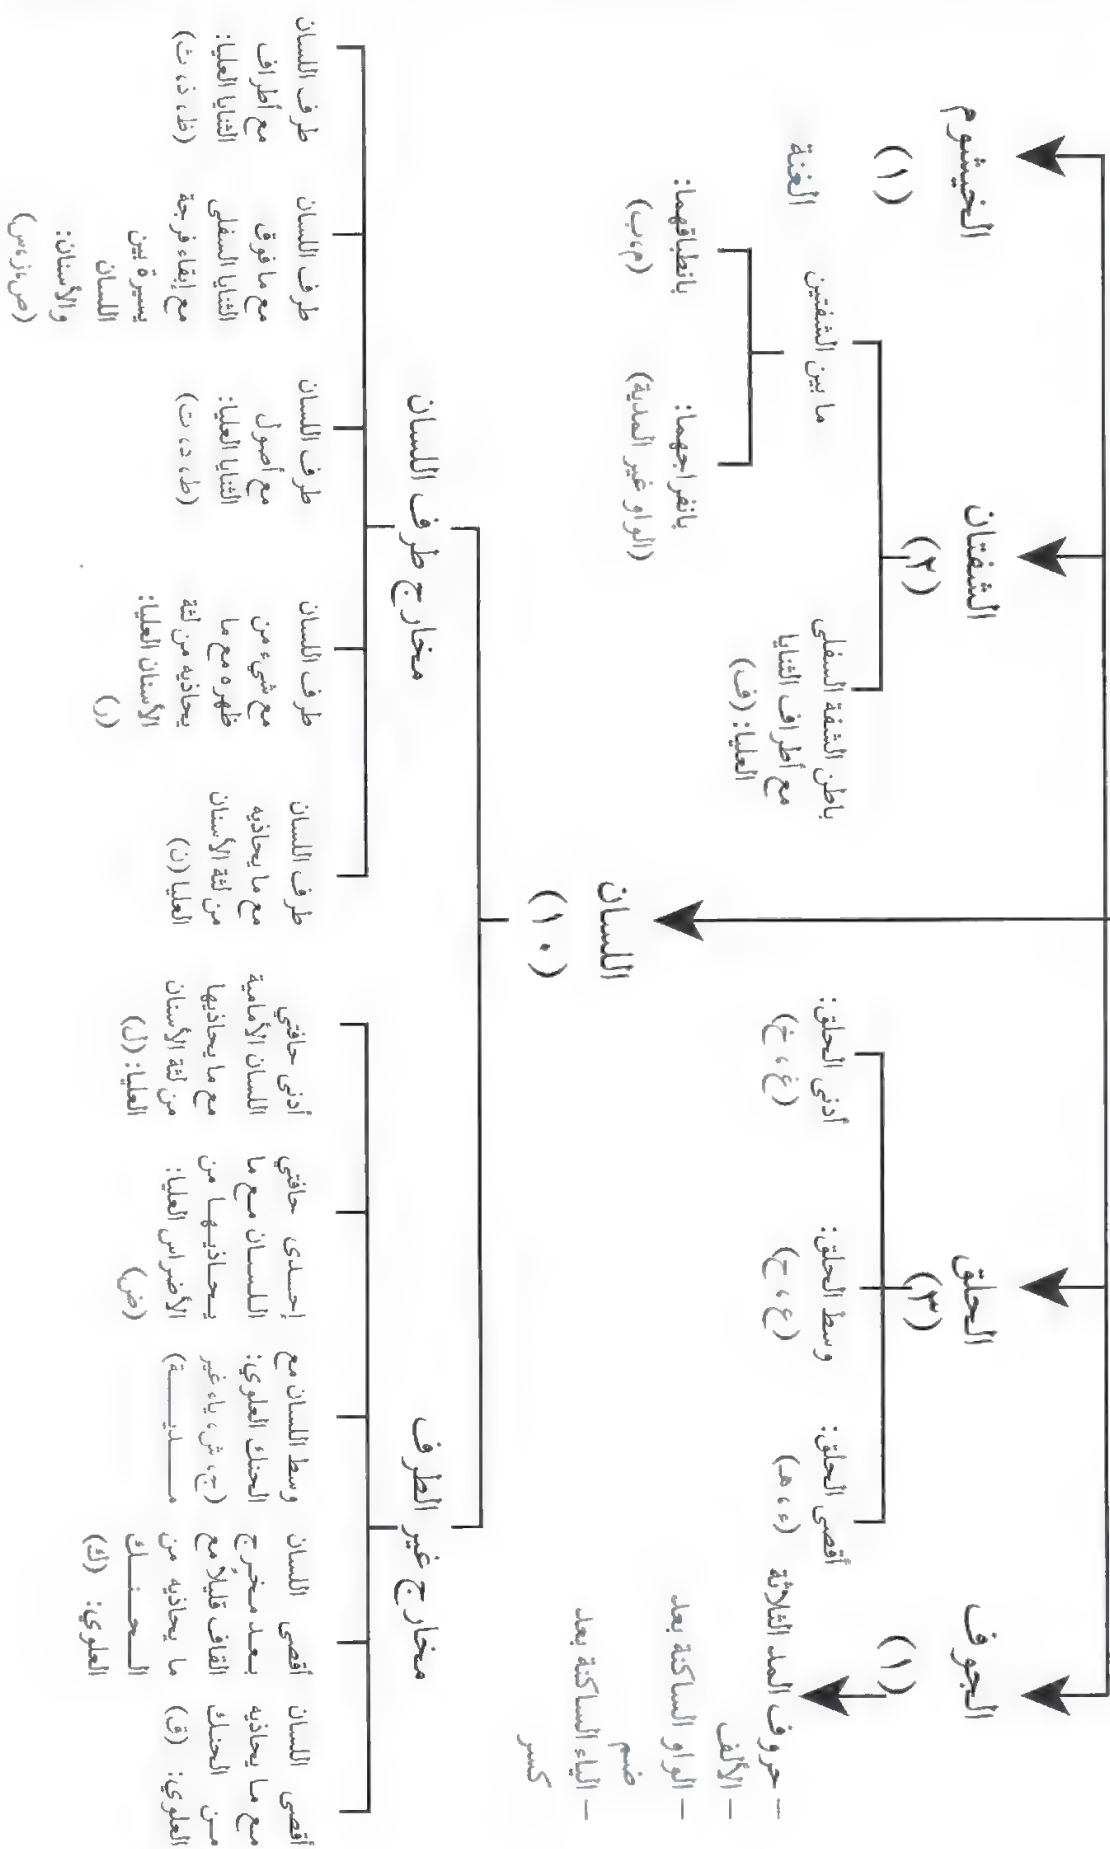 الجوف
(١)
– حروف المد الثلاثة
– الألف
– الواو الساكنة بعد
ضم
– الياء الساكنة بعد
كسر
الحلق
(٣)
أقصى الحلق:
(ء، هـ)
وسط الحلق:
(ع، ح)
أدنى الحلق:
(غ، خ)
اللسان
(١٠)
مخارج غير الطرف
أقصى اللسان
مع ما يحاذيه
من الحنك
العلوي: (ق)
أقصى اللسان
بعد مخرج
القاف قليلاً مع
ما يحاذيه من
الحنك
العلوي: (ك)
وسط اللسان مع
الحنك العلوي:
(ج، ش، ياء غير
مدية)
إحدى حافتي
اللسان مع ما
يحاذيها من
الأضراس العليا:
(ض)
أدنى حافتي
اللسان الأمامية
مع ما يحاذيها
من لثة الأسنان
العليا: (ل)
مخارج طرف اللسان
طرف اللسان
مع ما يحاذيه
من لثة الأسنان
العليا (ن)
طرف اللسان
مع شيء من
ظهره مع ما
يحاذيه من لثة
الأسنان العليا:
(ر)
طرف اللسان
مع أصول
الثنايا العليا:
(ط، د، ت)
طرف اللسان
مع ما فوق
الثنايا السفلى
مع إبقاء فرجة
يسيرة بين
اللسان
والأسنان:
(ص،ز،س)
طرف اللسان
مع أطراف
الثنايا العليا:
(ظ، ذ، ث)
الشفتان
(٢)
باطن الشفة السفلى
مع أطراف الثنايا
العليا: (ف)
ما بين الشفتين
بانفراجهما:
(الواو غير المدية)
بانطباقهما:
(م،ب)
الخيشوم
(١)
الغنة